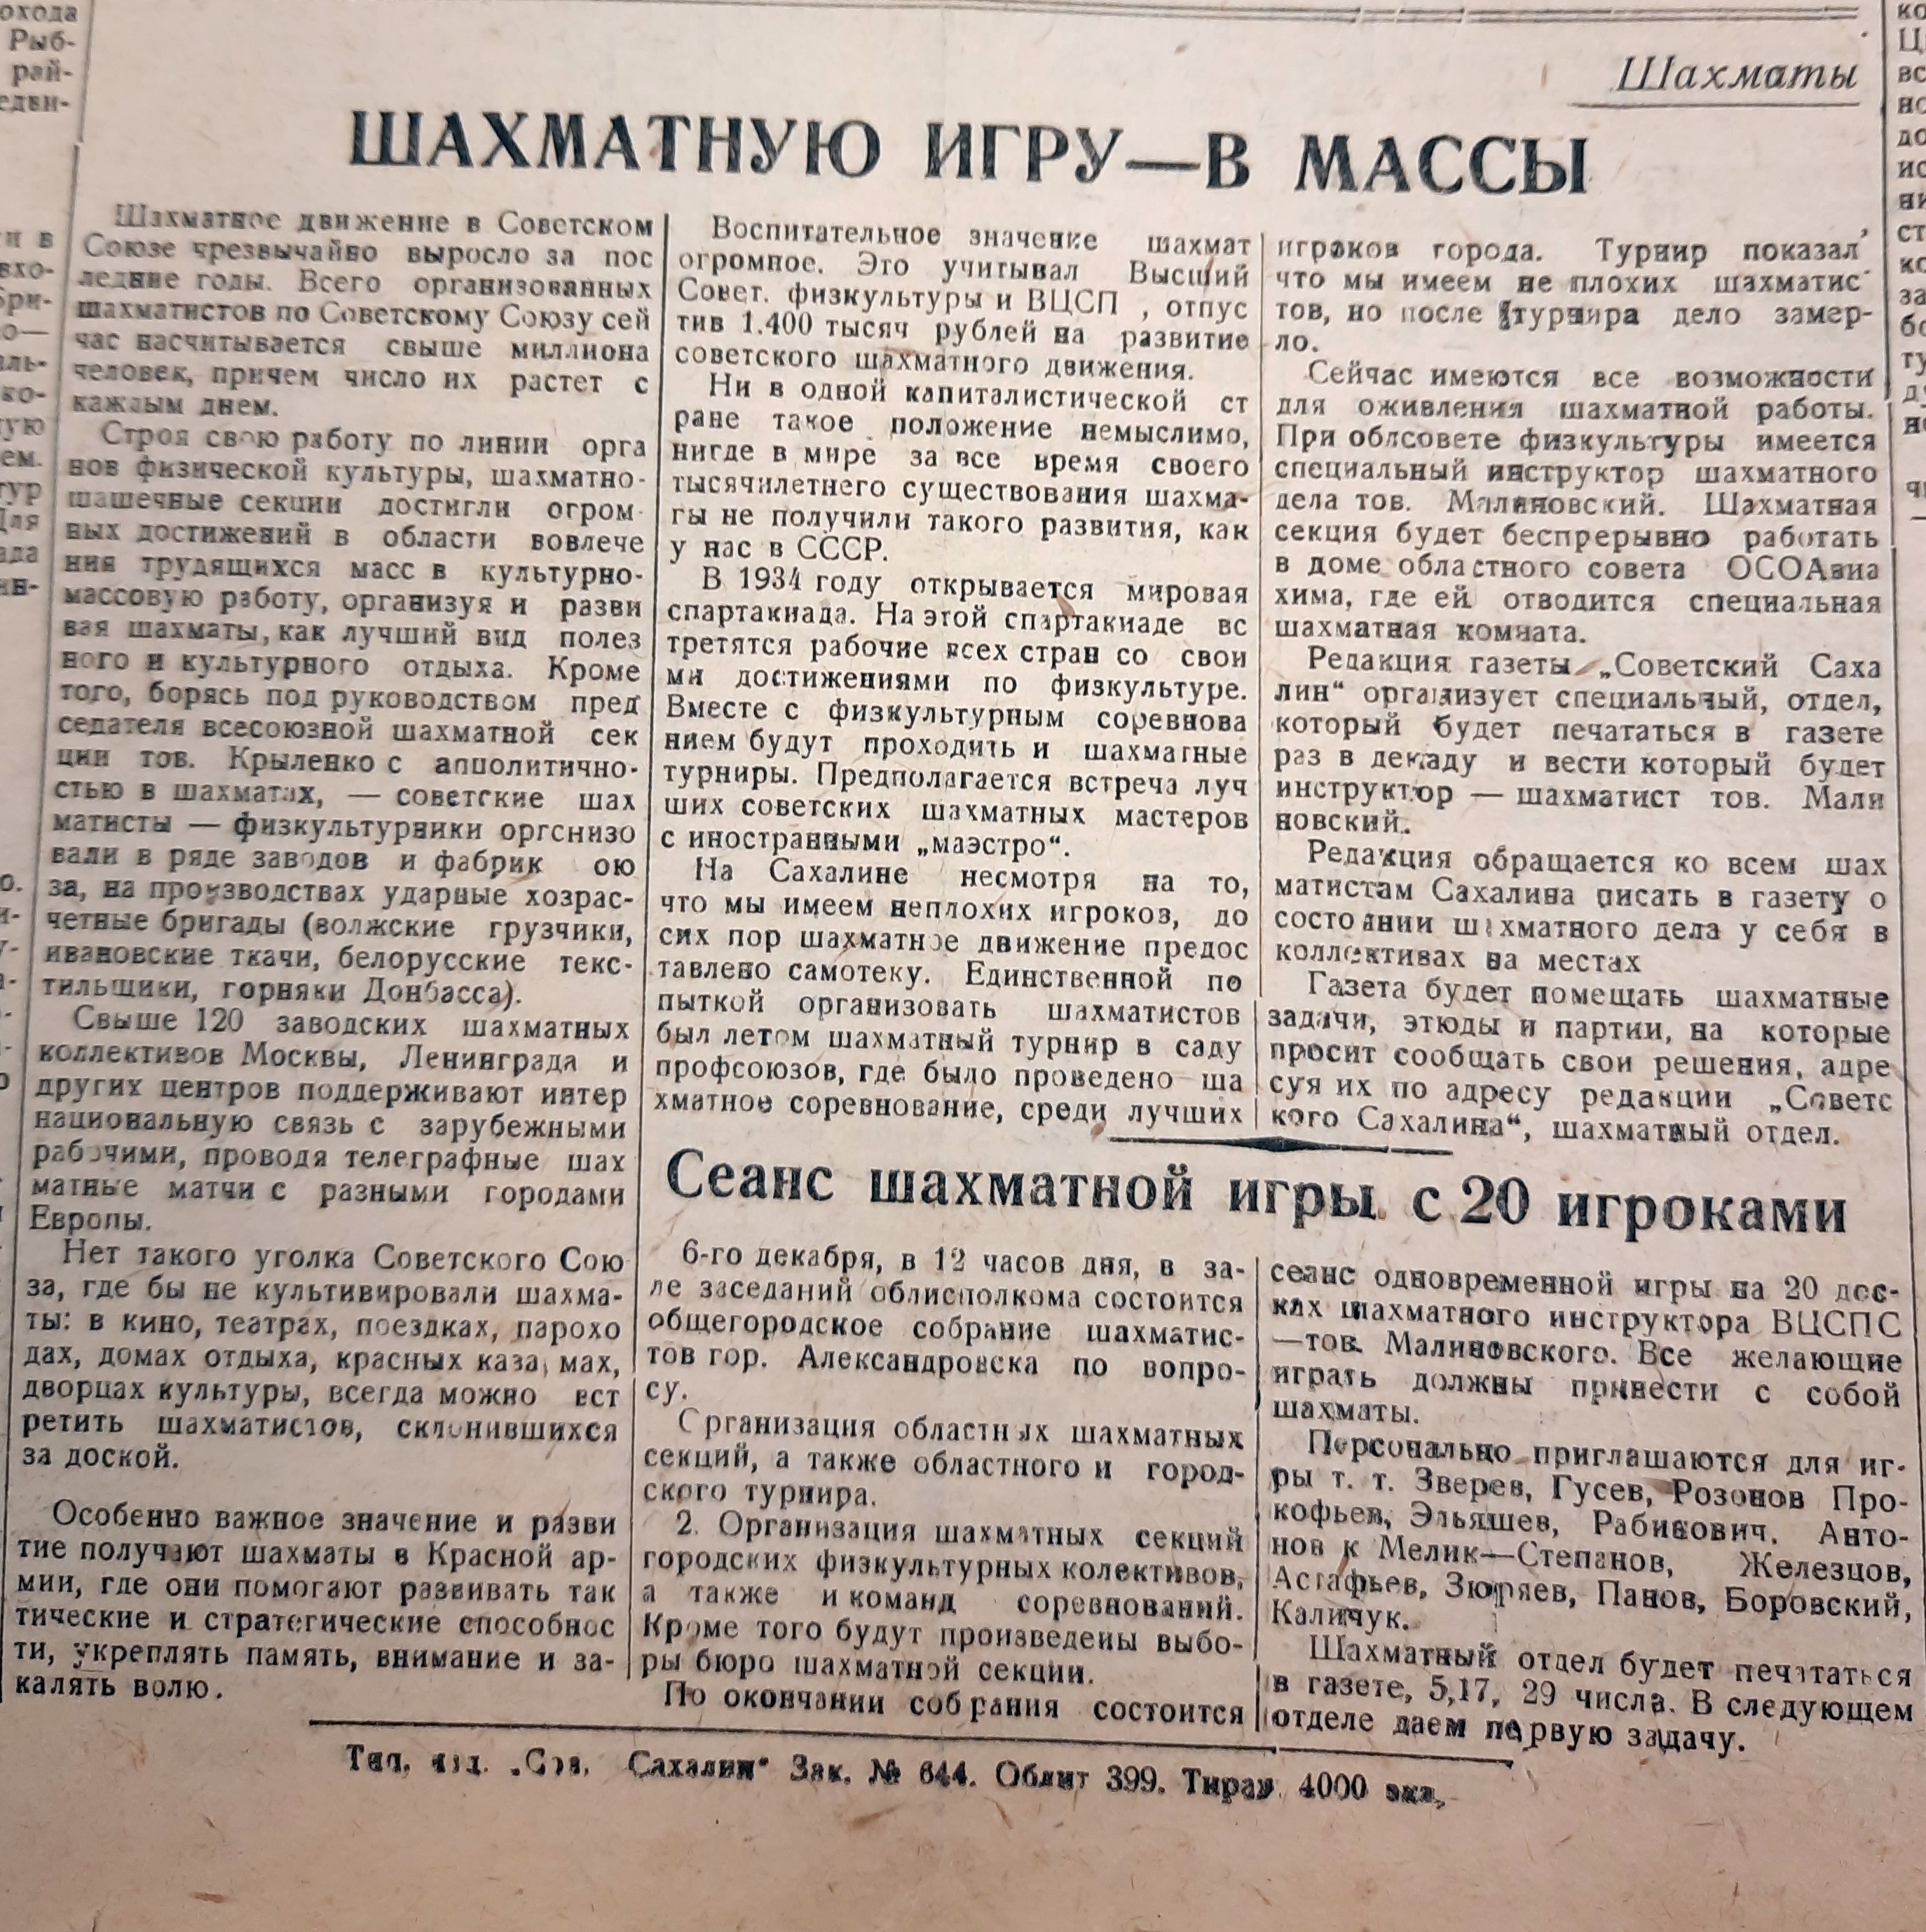 Шахматы
ШАХМАТНУЮ ИГРУ—В МАССЫ
Шахматное движение в Советском
Союзе чрезвычайно выросло за пос
ледние годы. Всего организованных
шахматистов по Советскому Союзу сей
час насчитывается свыше миллиона
человек, причем число их растет с
каждым днем.
Строя свою работу по линии орга
нов физической культуры, шахматно-
шашечные секции достигли огром-
ных достижений в области вовлече
ния трудящихся масс в культурно-
массовую работу, организуя и разви
вая шахматы, как лучший вид полез
ного и культурного отдыха. Кроме
того, борясь под руководством пред
седателя всесоюзной шахматной сек
ции тов. Крыленко с апполитично-
стью в шахматах, — советские шах
матисты — физкультурники оргснизо
вали в ряде заводов и фабрик ою
за, на производствах ударные хозрас-
четные бригады (волжские грузчики,
ивановские ткачи, белорусские текс-
тильщики, горняки Донбасса).
Свыше 120 заводских шахматных
коллективов Москвы, Ленинграда и
других центров поддерживают интер
национальную связь с зарубежными
рабочими, проводя телеграфные шах
матные матчи с разными городами
Европы.
Нет такого уголка Советского Сою
за, где бы не культивировали шахма-
ты: в кино, театрах, поездках, парохо
дах, домах отдыха, красных каза мах,
дворцах культуры, всегда можно вст
ретить шахматистов, склонившихся
за доской.
Особенно важное значение и разви
тие получают шахматы в Красной ар-
мии, где они помогают развивать так
тические и стратегические способнос
ти, укреплять память, внимание и за-
калять волю.
Воспитательное значение шахмат
огромное. Это учитывал Высший
Совет. физкультуры и ВЦСП , отпус
тив 1.400 тысяч рублей на развитие
советского шахматного движения.
Ни в одной капиталистической ст
ране такое положение немыслимо,
нигде в мире за все время своего
тысячилетнего существования шахма-
ты не получили такого развития, как
у нас в СССР.
В 1934 году открывается мировая
спартакиада. На этой спартакиаде вс
третятся рабочие всех стран со свои
ми достижениями по физкультуре.
Вместе с физкультурным соревнова
нием будут проходить и шахматные
турниры. Предполагается встреча луч
ших советских шахматных мастеров
с иностранными „маэстро“.
На Сахалине несмотря на то,
что мы имеем неплохих игроков, до
сих пор шахматное движение предос
тавлено самотеку. Единственной по
пыткой организовать шахматистов
был летом шахматный турнир в саду
профсоюзов, где было проведено ша
хматное соревнование, среди лучших
игроков города. Турнир показал,
что мы имеем не плохих шахматис
тов, но после турнира дело замер-
ло.
Сейчас имеются все возможности
для оживления шахматной работы.
При облсовете физкультуры имеется
специальный инструктор шахматного
дела тов. Малиновский. Шахматная
секция будет беспрерывно работать
в доме областного совета ОСОАвиа
хима, где ей отводится специальная
шахматная комната.
Редакция газеты „Советский Саха
лин“ организует специальный, отдел,
который будет печататься в газете
раз в декаду и вести который будет
инструктор — шахматист тов. Мали
новский.
Редакция обращается ко всем шах
матистам Сахалина писать в газету о
состоянии шахматного дела у себя в
коллективах на местах
Газета будет помещать шахматные
задачи, этюды и партии, на которые
просит сообщать свои решения, адре
суя их по адресу редакции „Советс
кого Сахалина“, шахматный отдел.
Сеанс шахматной игры с 20 игроками
6-го декабря, в 12 часов дня, в за-
ле заседаний облисполкома состоится
общегородское собрание шахматис-
тов гор. Александровска по вопро-
су.
Организация областных шахматных
секций, а также областного и город-
ского турнира.
2. Организация шахматных секций
городских физкультурных колективов,
а также и команд соревнований.
Кроме того будут произведены выбо-
ры бюро шахматной секции.
По окончании собрания состоится
сеанс одновременной игры на 20 дос-
ках шахматного инструктора ВЦСПС
—тов. Малиновского. Все желающие
играть должны принести с собой
шахматы.
Персонально приглашаются для иг-
ры т. т. Зверев, Гусев, Розонов Про-
кофьев, Эльяшев, Рабинович. Анто-
нов к Мелик—Степанов, Железцов,
Астафьев, Зюряев, Панов, Боровский,
Каличук.
Шахматный отдел будет печататься
в газете, 5,17, 29 числа. В следующем
отделе даем первую задачу.
Тип. изд. „Сов. Сахалин“ Зак. № 644. Облит 399. Тираж 4000 экз.